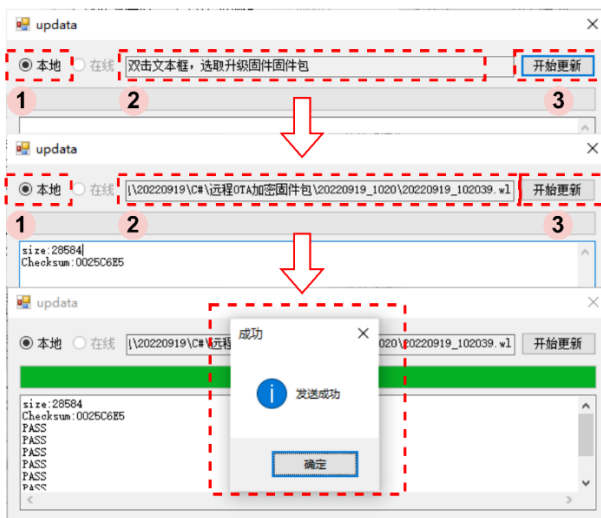 updata
本地 在线 双击文本框，选取升级固件固件包 开始更新
1 2 3
updata
本地 在线 [\20220919\C#\远程OTA加密固件包\20220919_1020\20220919_102039.wl 开始更新
1 2 3
size:28584
Checksum:0025C6E5
updata
成功
本地 在线 [\20220919\C#\远程 020\20220919_102039.wl 开始更新
发送成功
size:28584
Checksum:0025C6E5
PASS
PASS
PASS
PASS
PASS
PASS
确定